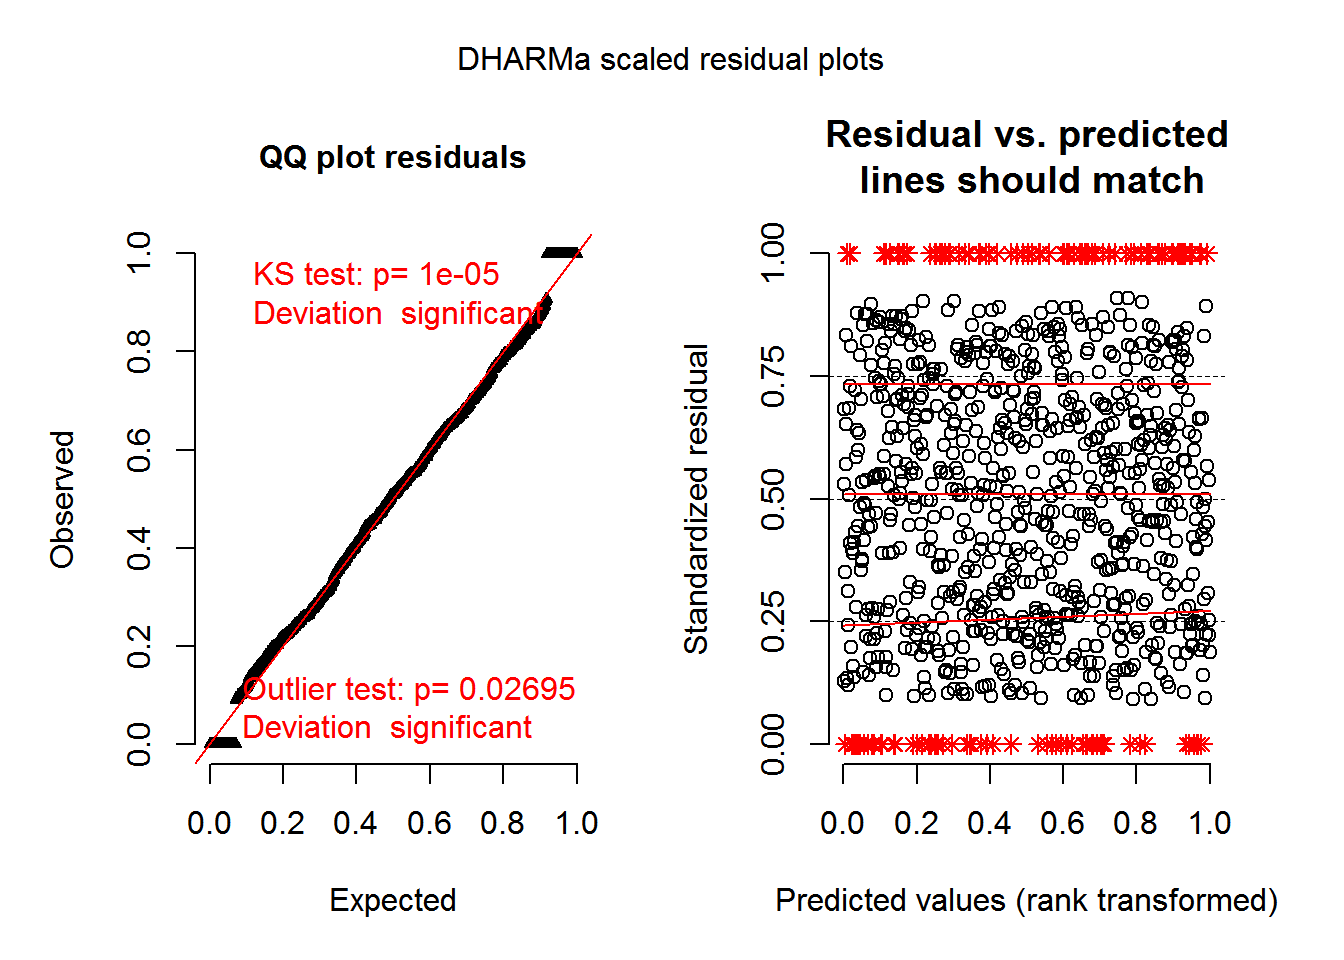 DHARMa scaled residual plots
QQ plot residuals
KS test: p= 1e-05
Deviation  significant
Outlier test: p= 0.02695
Deviation  significant
Observed
0.0 0.2 0.4 0.6 0.8 1.0
0.0 0.2 0.4 0.6 0.8 1.0
Expected
Residual vs. predicted
lines should match
Standardized residual
0.00 0.25 0.50 0.75 1.00
0.0 0.2 0.4 0.6 0.8 1.0
Predicted values (rank transformed)